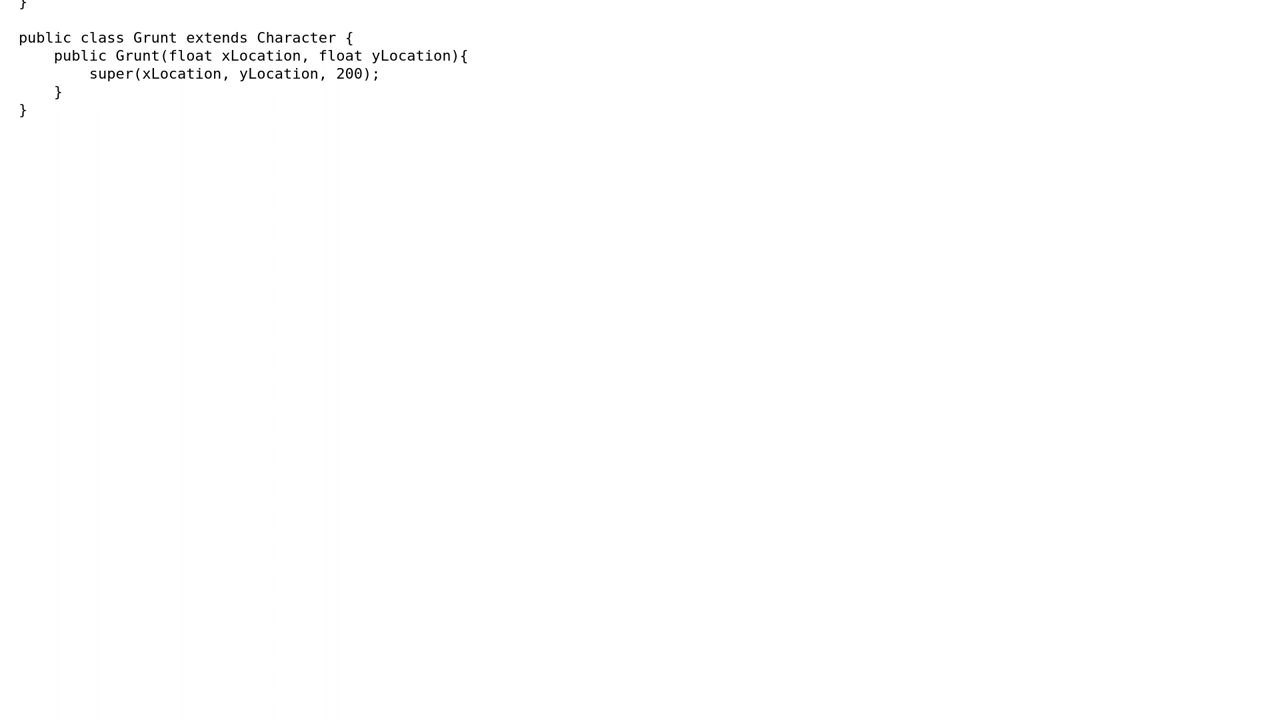 }

public class Grunt extends Character {
    public Grunt(float xLocation, float yLocation){
        super(xLocation, yLocation, 200);
    }
}